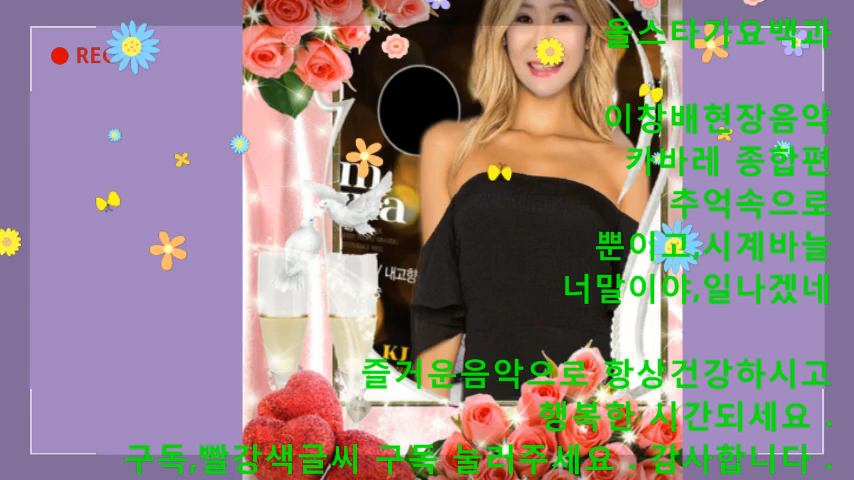 REC
올스타가요백과
이창배현장음악
카바레 종합편
추억속으로
뿐이고,시계바늘
너말이야,일나겠네
/ 내고향
KJ
즐거운음악으로 항상건강하시고
행복한 시간되세요 .
구독,빨강색글씨 구독 눌러주세요 . 감사합니다 .